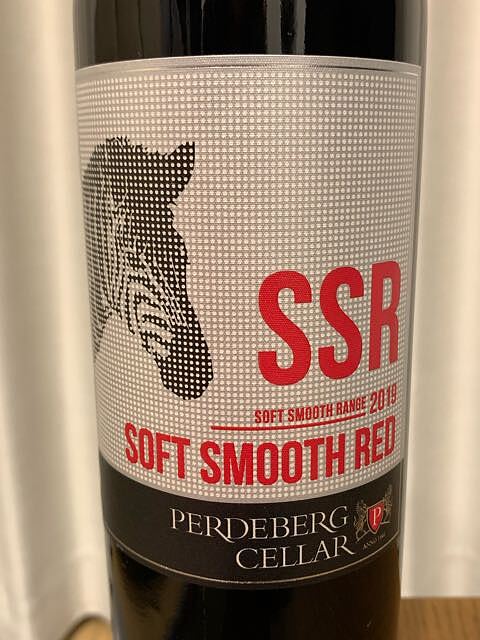 SSR
SOFT SMOOTH RANGE 2019
SOFT SMOOTH RED
PERDEBERG
CELLAR
P